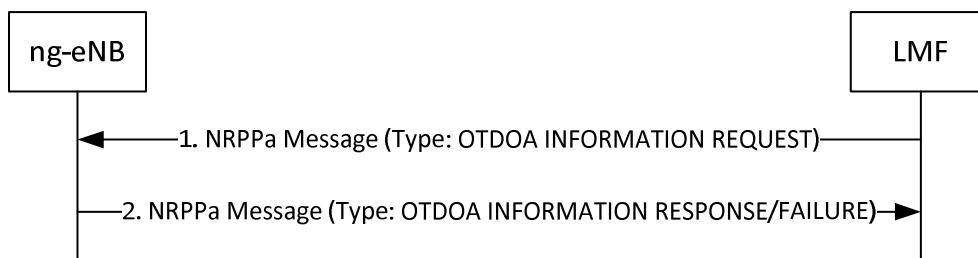 ng-eNB
LMF
1. NRPPa Message (Type: OTDOA INFORMATION REQUEST)
2. NRPPa Message (Type: OTDOA INFORMATION RESPONSE/FAILURE)